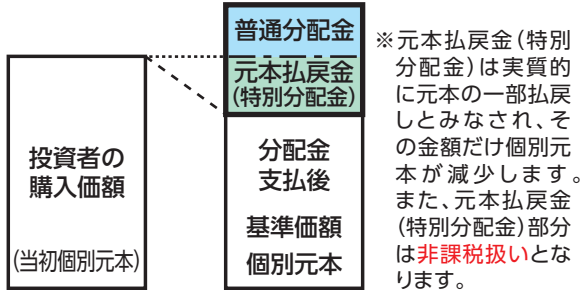 普通分配金
元本払戻金
(特別分配金)
投資者の
購入価額
(当初個別元本)
分配金
支払後
基準価額
個別元本
※元本払戻金(特別
分配金)は実質的
に元本の一部払戻
しとみなされ、そ
の金額だけ個別元
本が減少します。
また、元本払戻金
(特別分配金)部分
は非課税扱いとな
ります。